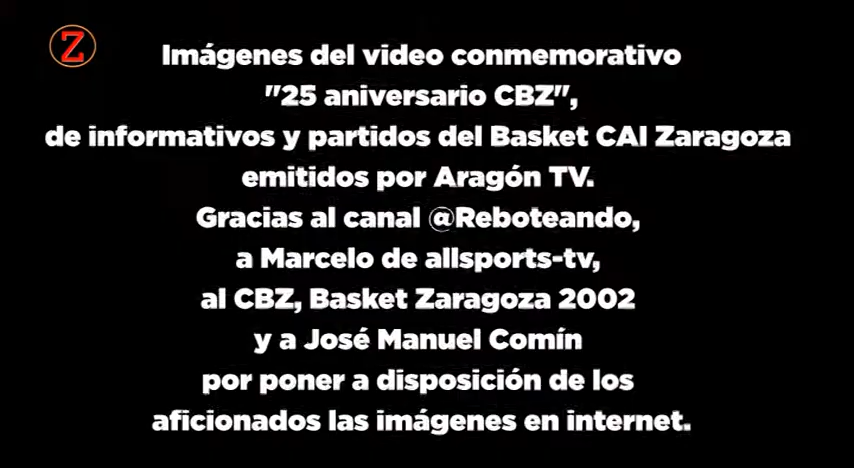 Z
Imágenes del video conmemorativo
"25 aniversario CBZ",
de informativos y partidos del Basket CAI Zaragoza
emitidos por Aragón TV.
Gracias al canal @Reboteando,
a Marcelo de allsports-tv,
al CBZ, Basket Zaragoza 2002
y a José Manuel Comín
por poner a disposición de los
aficionados las imágenes en internet.